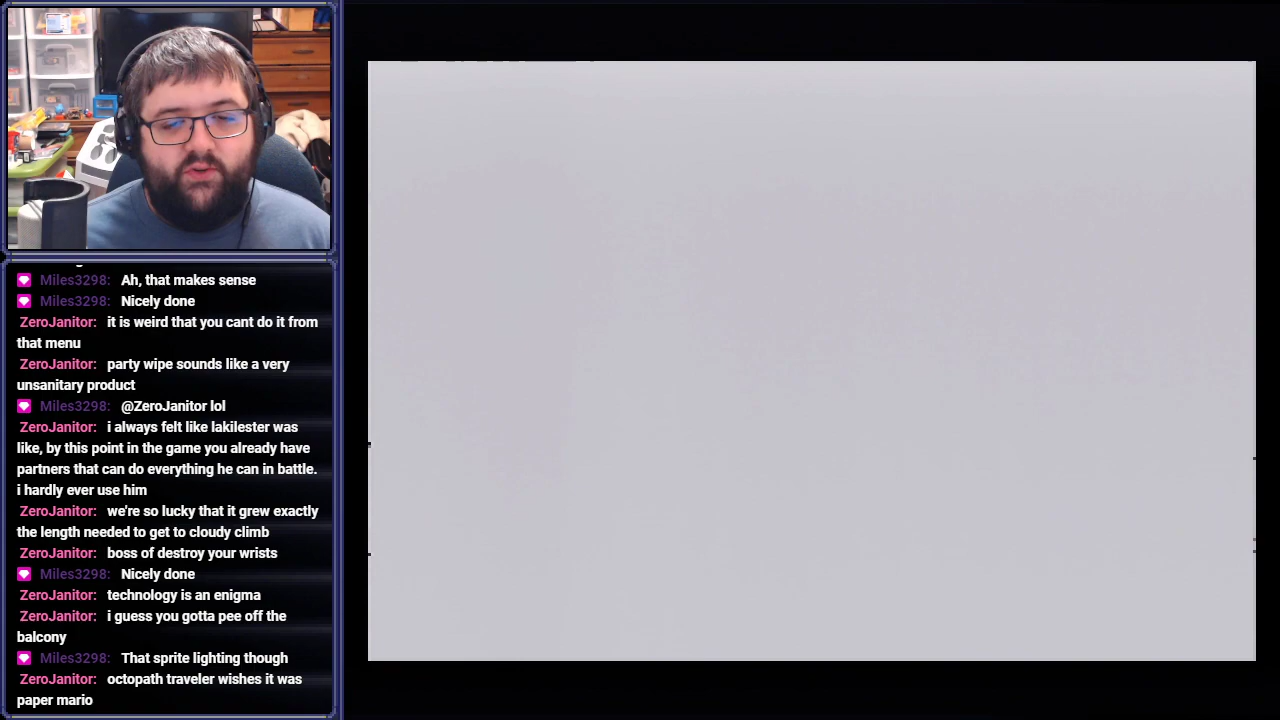 Miles3298: Ah, that makes sense
Miles3298: Nicely done
ZeroJanitor: it is weird that you cant do it from
that menu
ZeroJanitor: party wipe sounds like a very
unsanitary product
Miles3298: @ZeroJanitor lol
ZeroJanitor: i always felt like lakilester was
like, by this point in the game you already have
partners that can do everything he can in battle.
i hardly ever use him
ZeroJanitor: we're so lucky that it grew exactly
the length needed to get to cloudy climb
ZeroJanitor: boss of destroy your wrists
Miles3298: Nicely done
ZeroJanitor: technology is an enigma
ZeroJanitor: i guess you gotta pee off the
balcony
Miles3298: That sprite lighting though
ZeroJanitor: octopath traveler wishes it was
paper mario